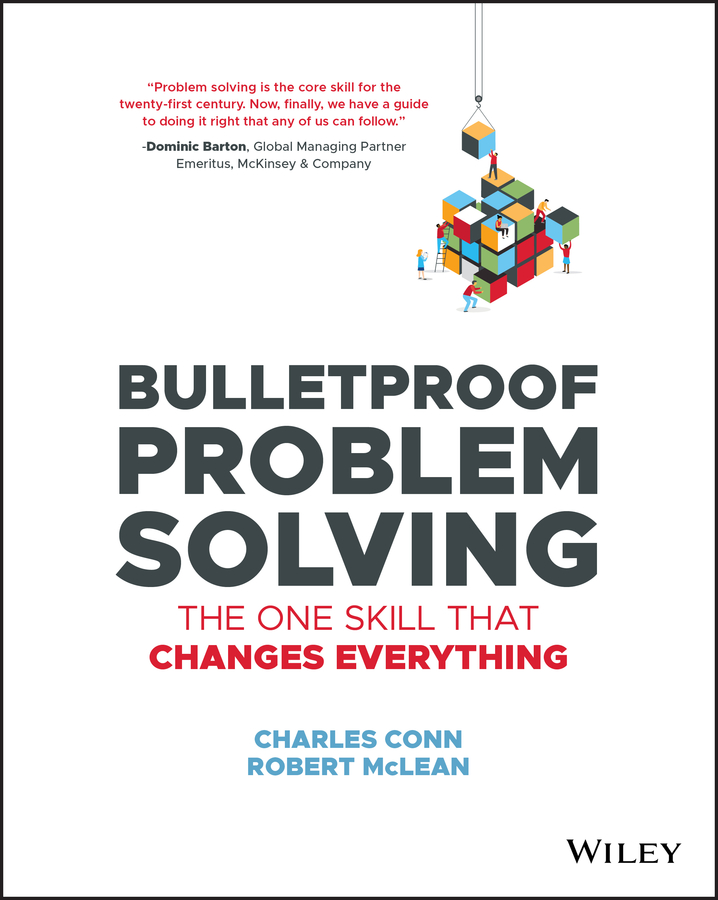 “Problem solving is the core skill for the
twenty-first century. Now, finally, we have a guide
to doing it right that any of us can follow.”
-Dominic Barton, Global Managing Partner
Emeritus, McKinsey & Company
BULLETPROOF
PROBLEM
SOLVING
THE ONE SKILL THAT
CHANGES EVERYTHING
CHARLES CONN
ROBERT McLEAN
WILEY